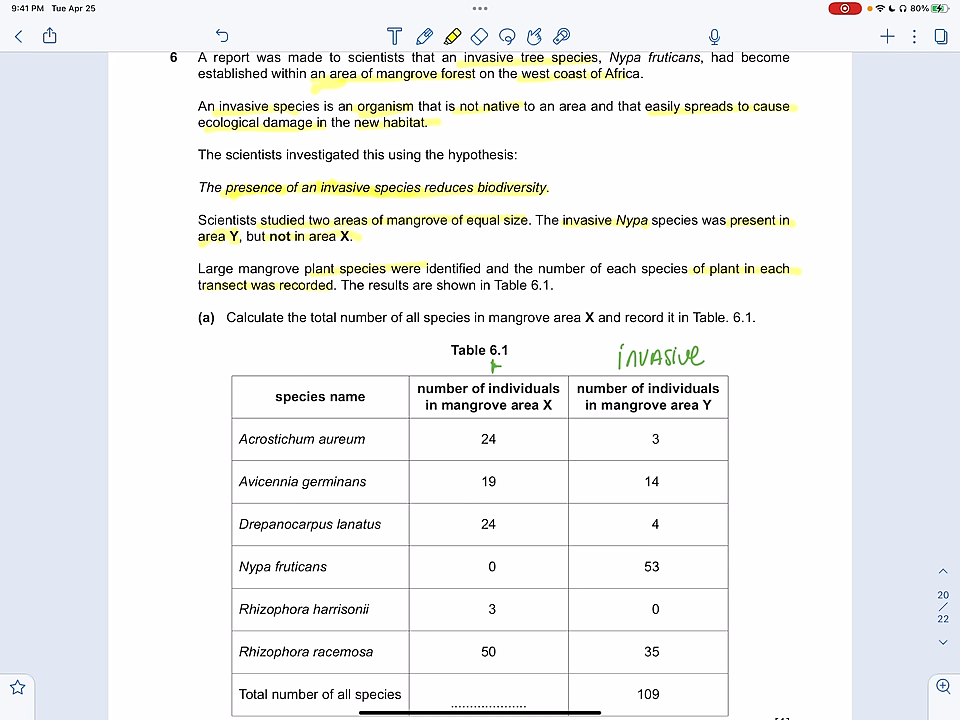 9:41 PM Tue Apr 25
80%
6 A report was made to scientists that an invasive tree species, Nypa fruticans, had become
established within an area of mangrove forest on the west coast of Africa.
An invasive species is an organism that is not native to an area and that easily spreads to cause
ecological damage in the new habitat.
The scientists investigated this using the hypothesis:
The presence of an invasive species reduces biodiversity.
Scientists studied two areas of mangrove of equal size. The invasive Nypa species was present in
area Y, but not in area X.
Large mangrove plant species were identified and the number of each species of plant in each
transect was recorded. The results are shown in Table 6.1.
(a) Calculate the total number of all species in mangrove area X and record it in Table. 6.1.
Table 6.1
invasive
species name
number of individuals
in mangrove area X
number of individuals
in mangrove area Y
Acrostichum aureum 24 3
Avicennia germinans 19 14
Drepanocarpus lanatus 24 4
Nypa fruticans 0 53
Rhizophora harrisonii 3 0
Rhizophora racemosa 50 35
Total number of all species .................... 109
20
/
22